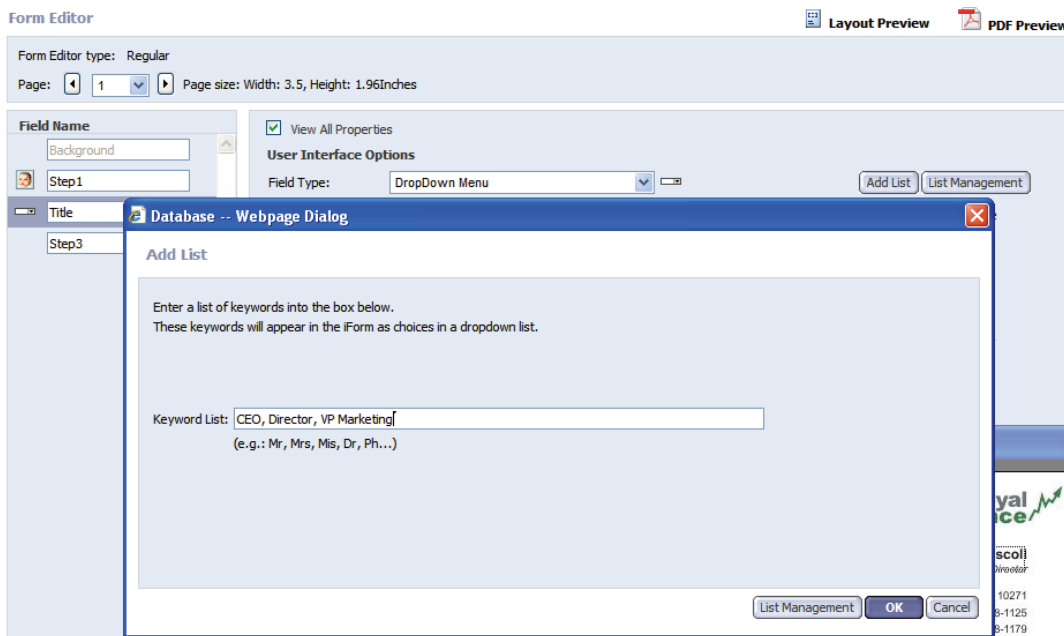 Form Editor
Layout Preview PDF Preview
Form Editor type: Regular
Page: 1 Page size: Width: 3.5, Height: 1.96Inches
Field Name
Background
Step1
Title
Step3
View All Properties
User Interface Options
Field Type: DropDown Menu Add List List Management
Database -- Webpage Dialog
Add List
Enter a list of keywords into the box below.
These keywords will appear in the iForm as choices in a dropdown list.
Keyword List: CEO, Director, VP Marketing
(e.g.: Mr, Mrs, Mis, Dr, Ph...)
List Management OK Cancel
yal
ce
scoll
Director
10271
8-1125
8-1179